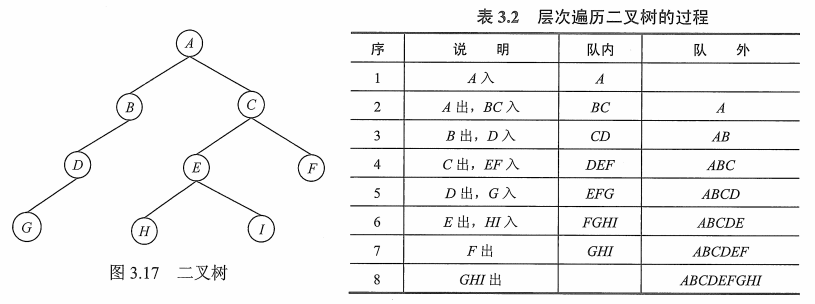 A
B
C
D
E
F
G
H
I
图 3.17 二叉树
表 3.2 层次遍历二叉树的过程
序 说 明 队内 队 外
1 A 入 A
2 A 出，BC 入 BC A
3 B 出，D 入 CD AB
4 C 出，EF 入 DEF ABC
5 D 出，G 入 EFG ABCD
6 E 出，HI 入 FGHI ABCDE
7 F 出 GHI ABCDEF
8 GHI 出 ABCDEFGHI